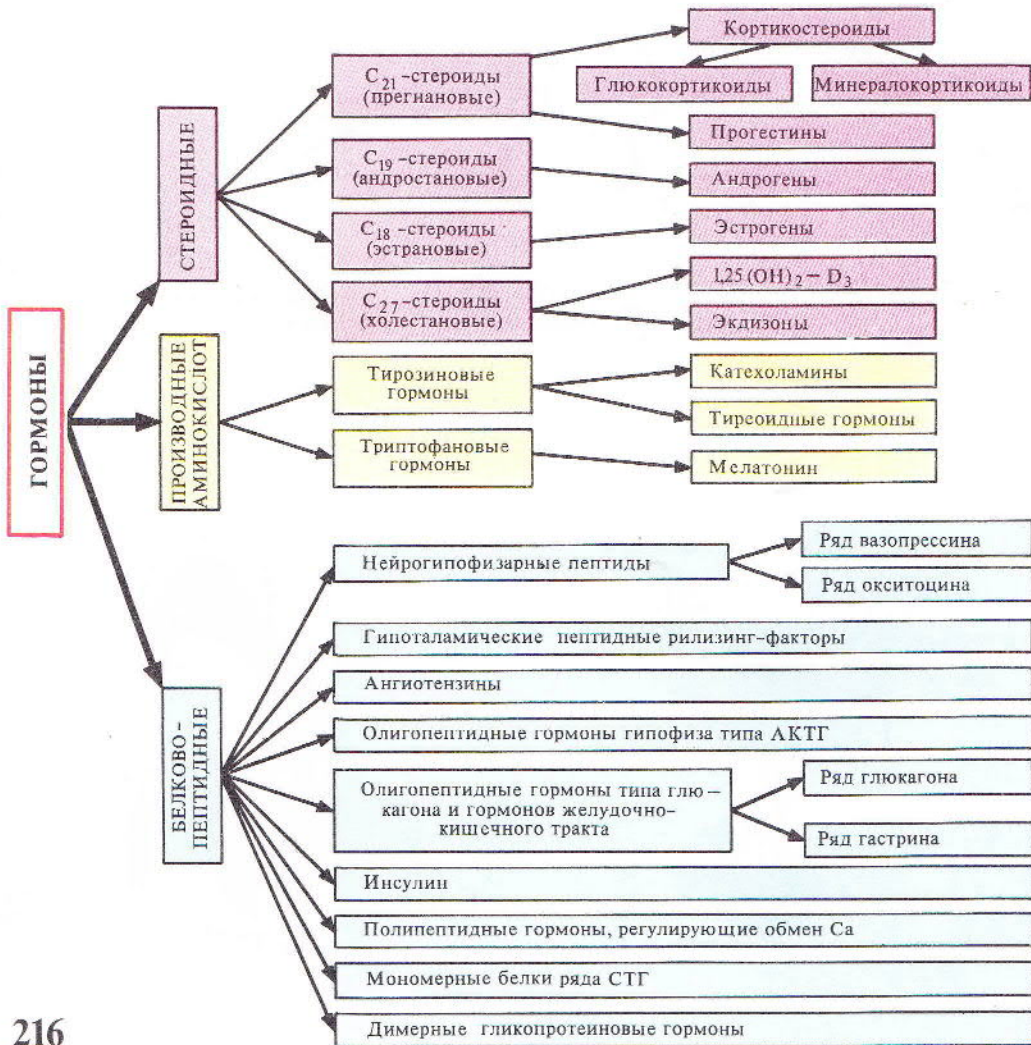 ГОРМОНЫ
СТЕРОИДНЫЕ
C21-стероиды
(прегнановые)
Кортикостероиды
Глюкокортикоиды
Минералокортикоиды
Прогестины
C19-стероиды
(андростановые)
Андрогены
C18-стероиды
(эстрановые)
Эстрогены
C27-стероиды
(холестановые)
1,25(OH)2 – D3
Экдизоны
ПРОИЗВОДНЫЕ
АМИНОКИСЛОТ
Тирозиновые
гормоны
Катехоламины
Тиреоидные гормоны
Триптофановые
гормоны
Мелатонин
БЕЛКОВО-
ПЕПТИДНЫЕ
Нейрогипофизарные пептиды
Ряд вазопрессина
Ряд окситоцина
Гипоталамические пептидные рилизинг-факторы
Ангиотензины
Олигопептидные гормоны гипофиза типа АКТГ
Олигопептидные гормоны типа глю-
кагона и гормонов желудочно-
кишечного тракта
Ряд глюкагона
Ряд гастрина
Инсулин
Полипептидные гормоны, регулирующие обмен Ca
Мономерные белки ряда СТГ
Димерные гликопротеиновые гормоны
216